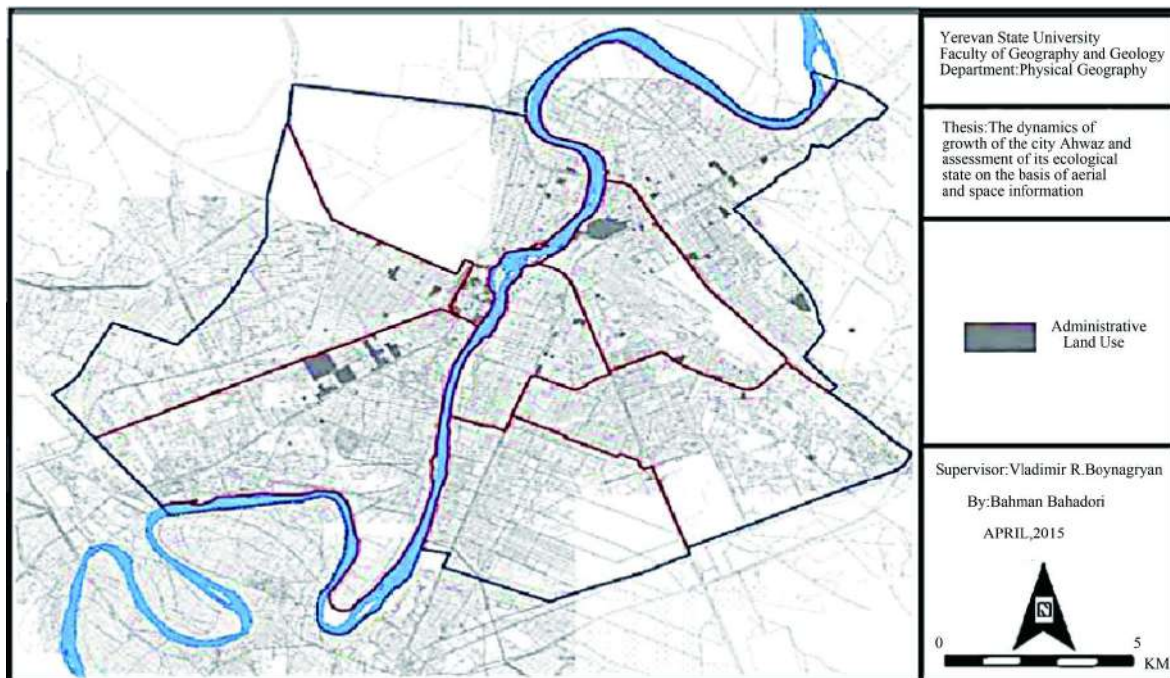 Yerevan State University
Faculty of Geography and Geology
Department:Physical Geography
Thesis:The dynamics of
growth of the city Ahwaz and
assessment of its ecological
state on the basis of aerial
and space information
Administrative
Land Use
Supervisor:Vladimir R.Boynagryan
By:Bahman Bahadori
APRIL,2015
N
0 5
KM